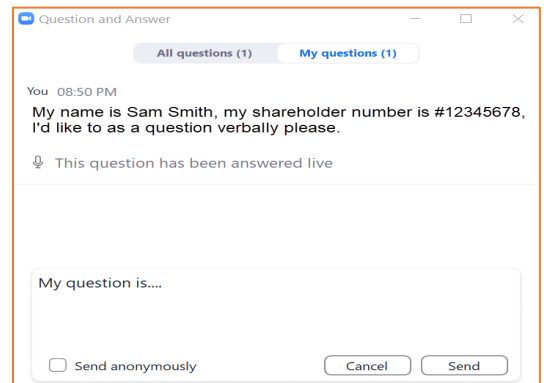 Question and Answer
All questions (1) My questions (1)
You 08:50 PM
My name is Sam Smith, my shareholder number is #12345678,
I'd like to as a question verbally please.
This question has been answered live
My question is....
Send anonymously Cancel Send